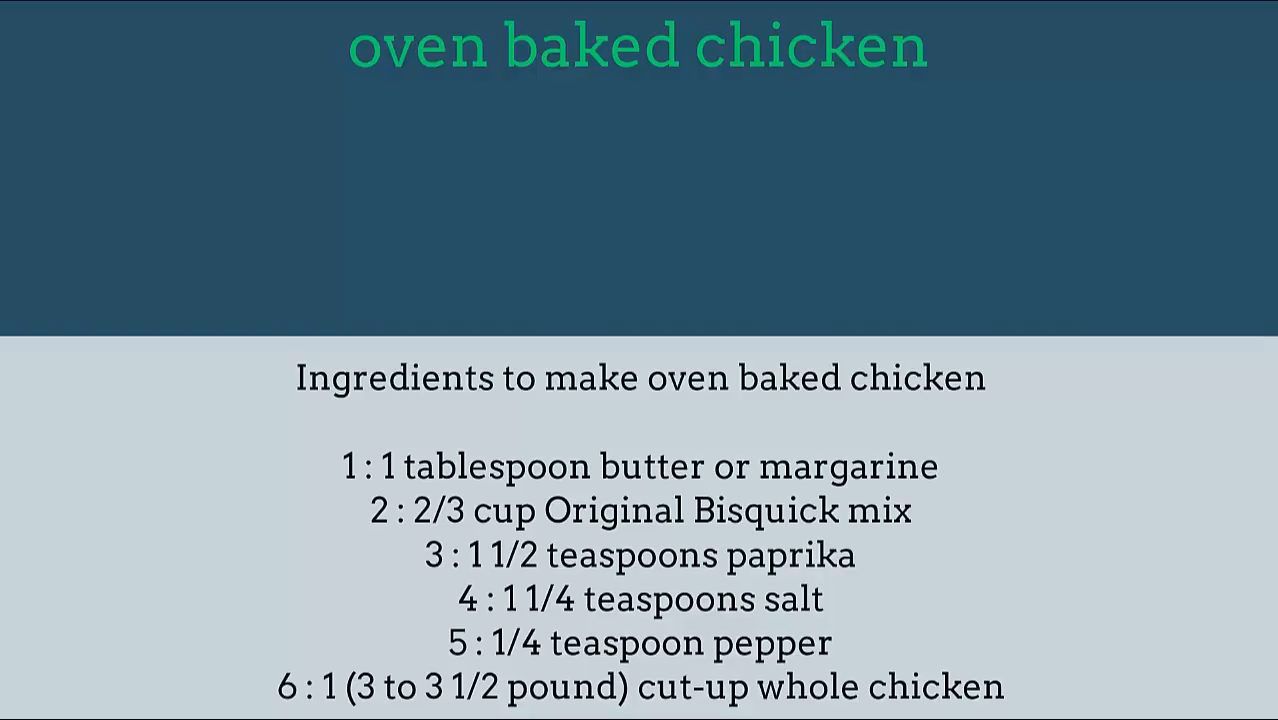 oven baked chicken
Ingredients to make oven baked chicken
1 : 1 tablespoon butter or margarine
2 : 2/3 cup Original Bisquick mix
3 : 1 1/2 teaspoons paprika
4 : 1 1/4 teaspoons salt
5 : 1/4 teaspoon pepper
6 : 1 (3 to 3 1/2 pound) cut-up whole chicken